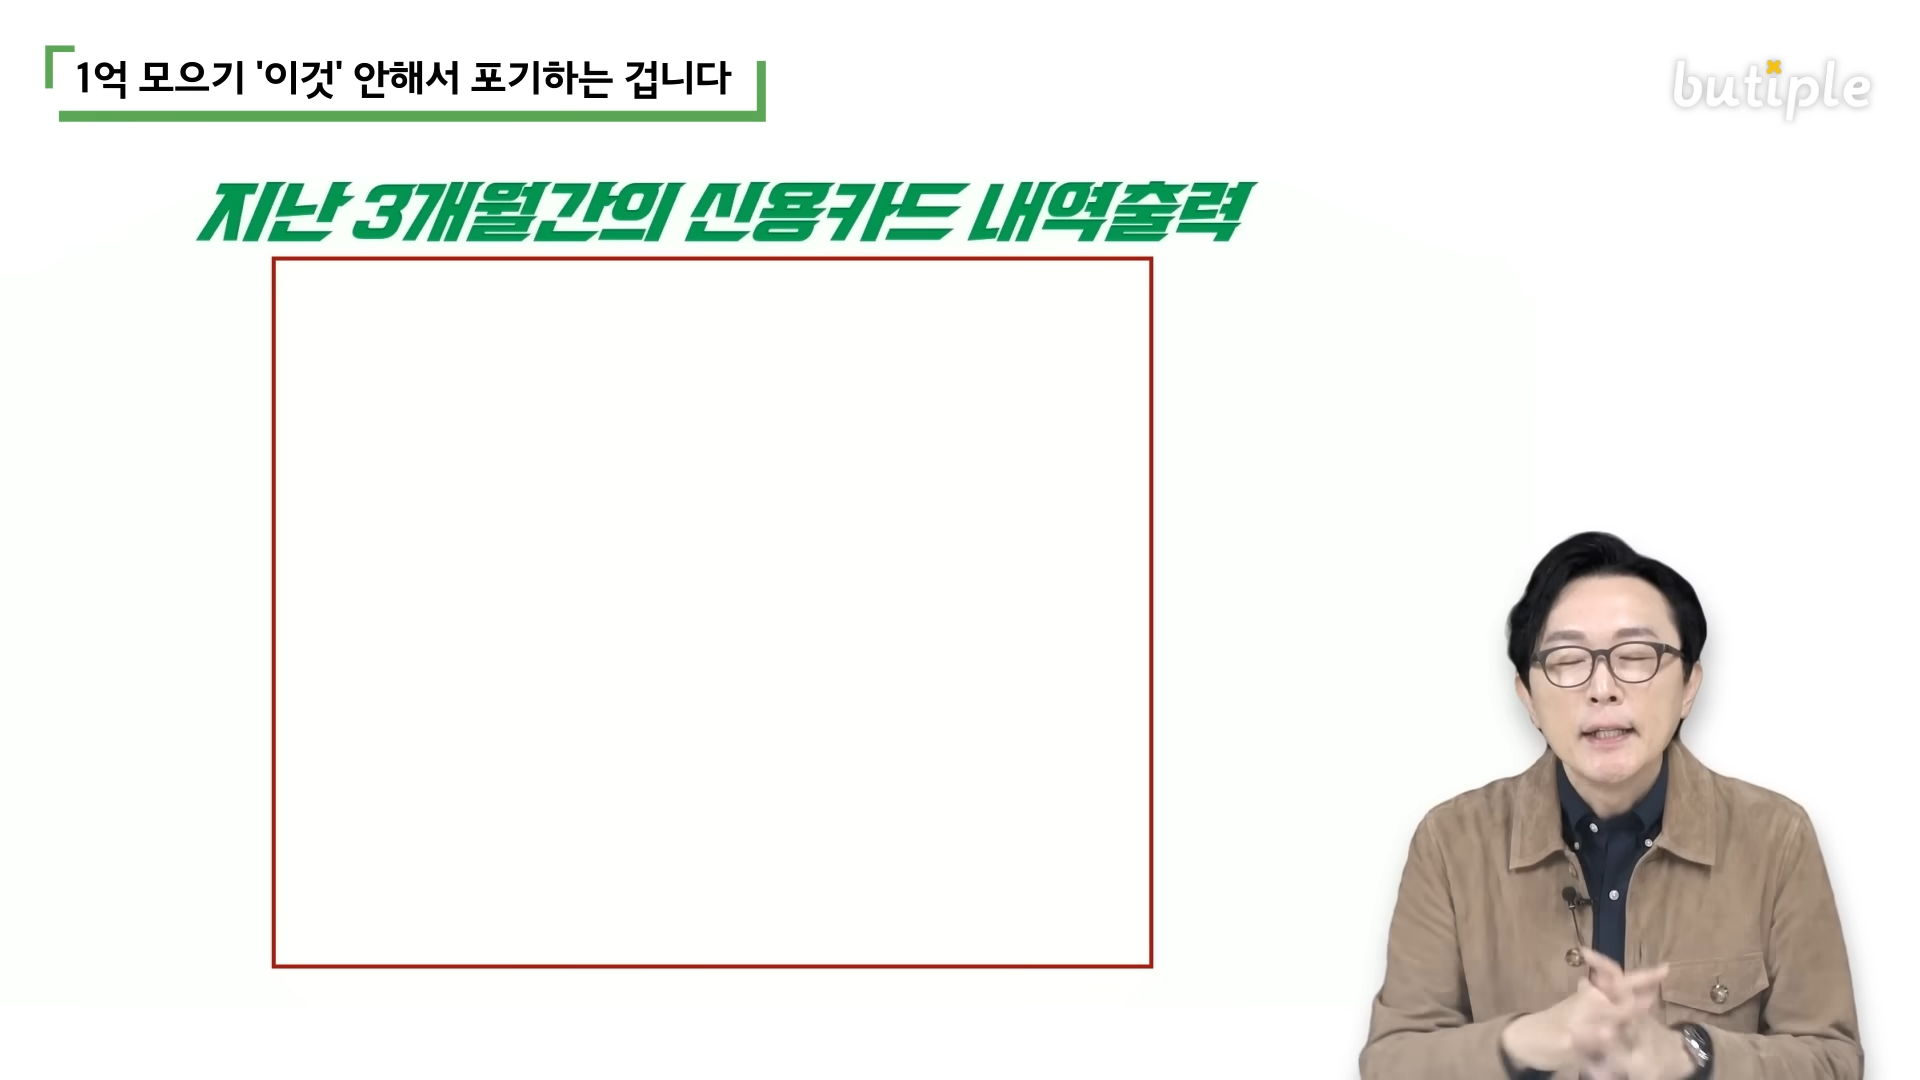 1억 모으기 '이것' 안해서 포기하는 겁니다
butiple
지난 3개월간의 신용카드 내역출력